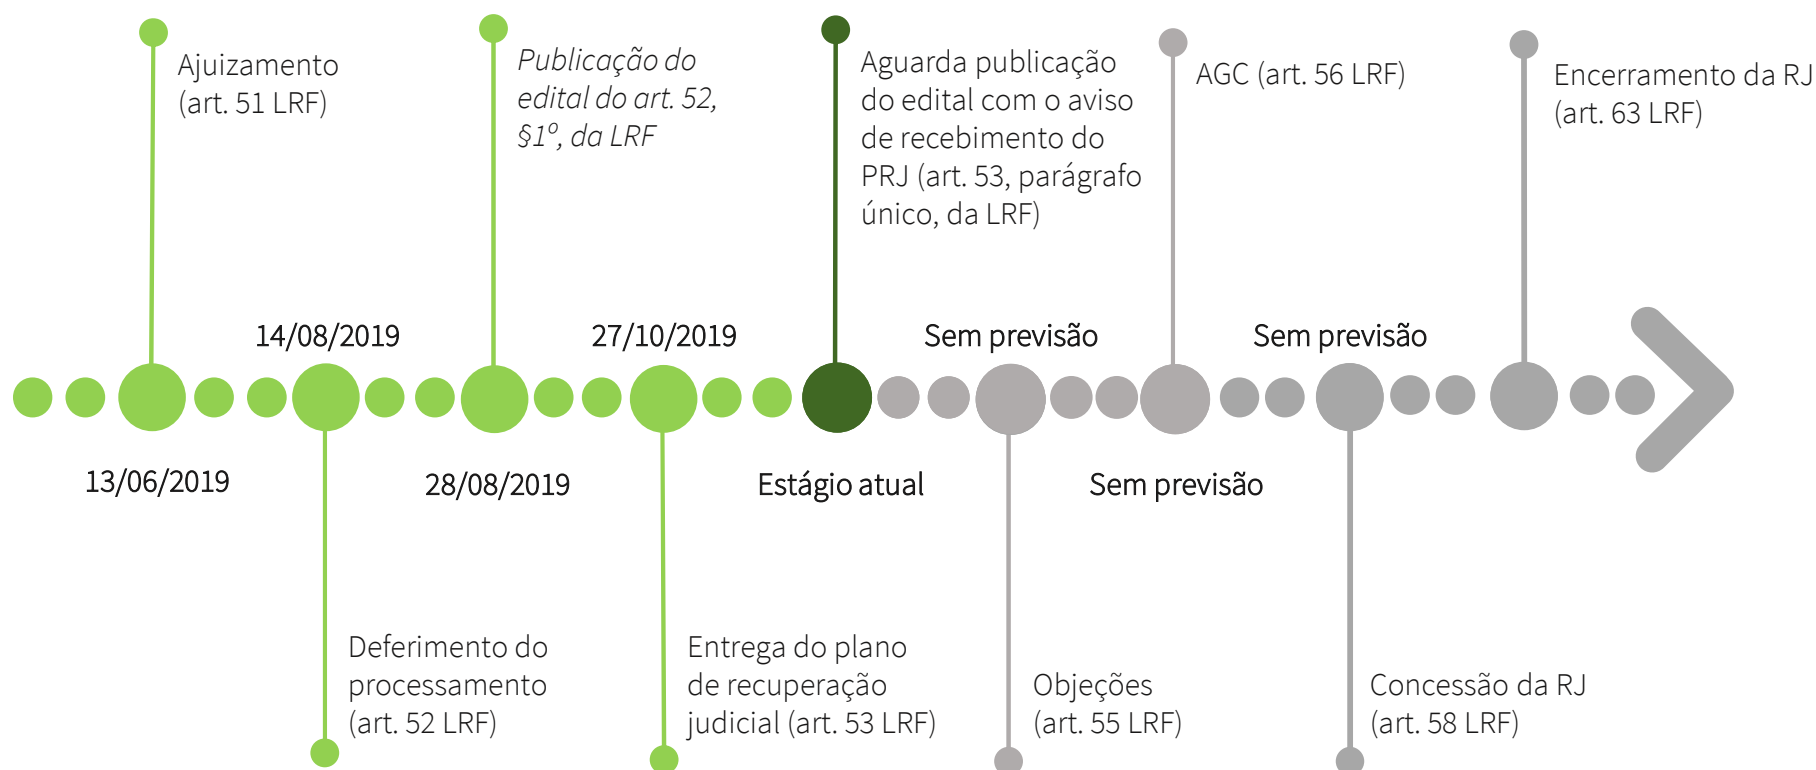 Ajuizamento
(art. 51 LRF)
Publicação do
edital do art. 52,
§1º, da LRF
Aguarda publicação
do edital com o aviso
de recebimento do
PRJ (art. 53, parágrafo
único, da LRF)
AGC (art. 56 LRF)
Encerramento da RJ
(art. 63 LRF)
14/08/2019
27/10/2019
Sem previsão
Sem previsão
13/06/2019
28/08/2019
Estágio atual
Sem previsão
Deferimento do
processamento
(art. 52 LRF)
Entrega do plano
de recuperação
judicial (art. 53 LRF)
Objeções
(art. 55 LRF)
Concessão da RJ
(art. 58 LRF)